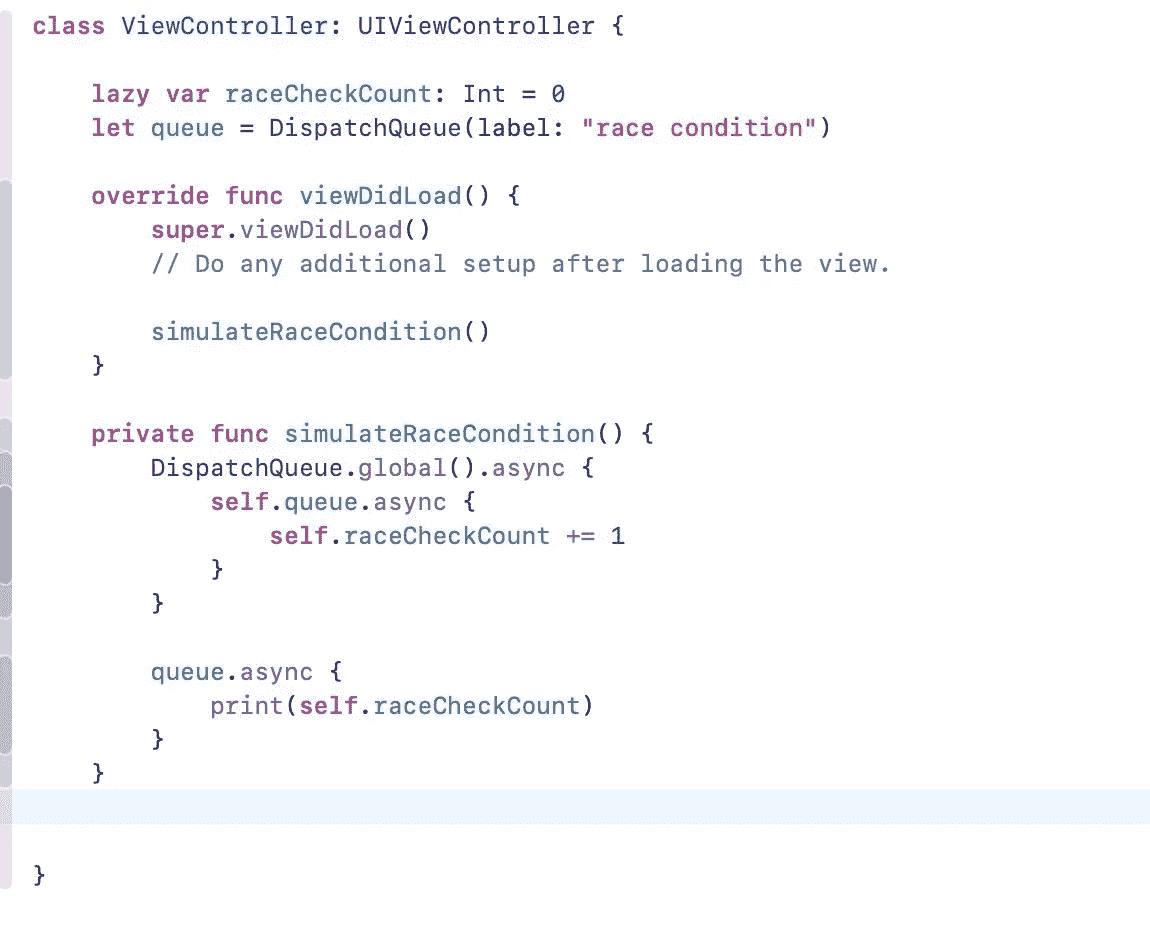 class ViewController: UIViewController {
lazy var raceCheckCount: Int = 0
let queue = DispatchQueue(label: "race condition")
override func viewDidLoad() {
super.viewDidLoad()
// Do any additional setup after loading the view.
simulateRaceCondition()
}
private func simulateRaceCondition() {
DispatchQueue.global().async {
self.queue.async {
self.raceCheckCount += 1
}
}
queue.async {
print(self.raceCheckCount)
}
}
}